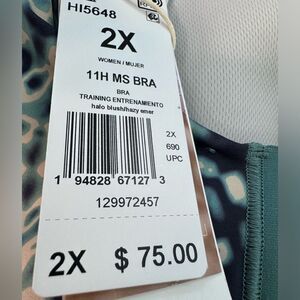 HI5648
2X
WOMEN / MUJER
11H MS BRA
BRA
TRAINING ENTRENAMIENTO
halo blush/hazy emer
2X
690
UPC
1 94828 67127 3
129972457
2X $ 75.00